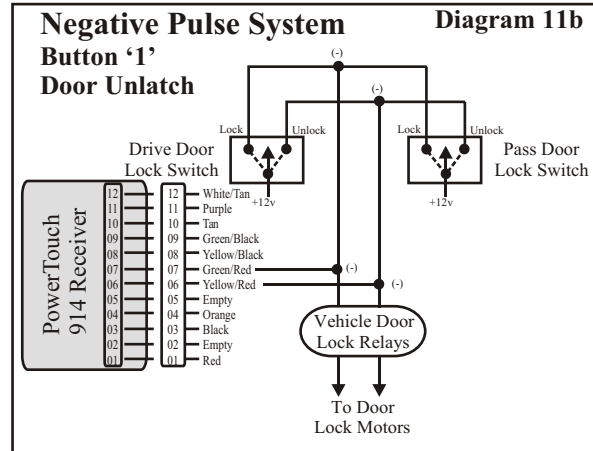 Negative Pulse System
Diagram 11b
Button ‘1’
Door Unlatch
(-)
(-)
Lock
Unlock
Lock
Unlock
Drive Door
Lock Switch
Pass Door
Lock Switch
+12v
+12v
PowerTouch
914 Receiver
12 12 White/Tan
11 11 Purple
10 10 Tan
09 09 Green/Black
08 08 Yellow/Black
07 07 Green/Red
(-)
06 06 Yellow/Red
(-)
05 05 Empty
04 04 Orange
03 03 Black
02 02 Empty
01 01 Red
Vehicle Door
Lock Relays
To Door
Lock Motors